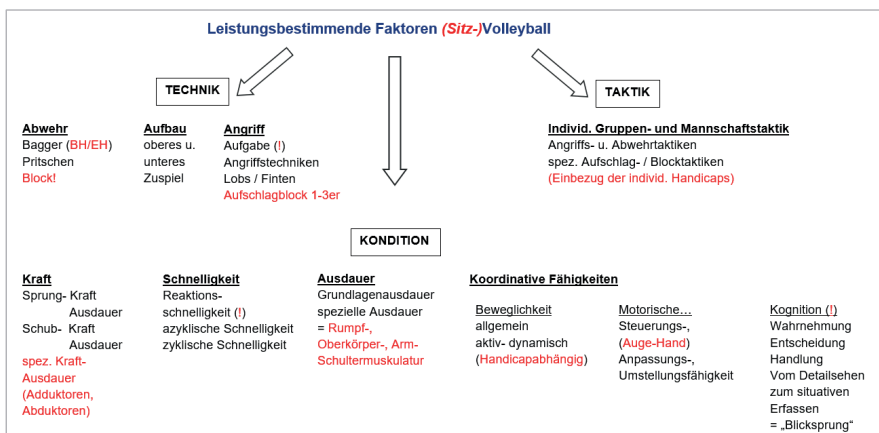 Leistungsbestimmende Faktoren (Sitz-)Volleyball
TECHNIK
TAKTIK
Abwehr
Bagger (BH/EH)
Pritschen
Block!
Aufbau
oberes u.
unteres
Zuspiel
Angriff
Aufgabe (!)
Angriffstechniken
Lobs / Finten
Aufschlagblock 1-3er
Individ. Gruppen- und Mannschaftstaktik
Angriffs- u. Abwehrtaktiken
spez. Aufschlag- / Blocktaktiken
(Einbezug der individ. Handicaps)
KONDITION
Kraft
Sprung- Kraft
Ausdauer
Schub- Kraft
Ausdauer
spez. Kraft-
Ausdauer
(Adduktoren,
Abduktoren)
Schnelligkeit
Reaktions-
schnelligkeit (!)
azyklische Schnelligkeit
zyklische Schnelligkeit
Ausdauer
Grundlagenausdauer
spezielle Ausdauer
= Rumpf-,
Oberkörper-, Arm-
Schultermuskulatur
Koordinative Fähigkeiten
Beweglichkeit
allgemein
aktiv- dynamisch
(Handicapabhängig)
Motorische…
Steuerungs-,
(Auge-Hand)
Anpassungs-,
Umstellungsfähigkeit
Kognition (!)
Wahrnehmung
Entscheidung
Handlung
Vom Detailsehen
zum situativen
Erfassen
= „Blicksprung“